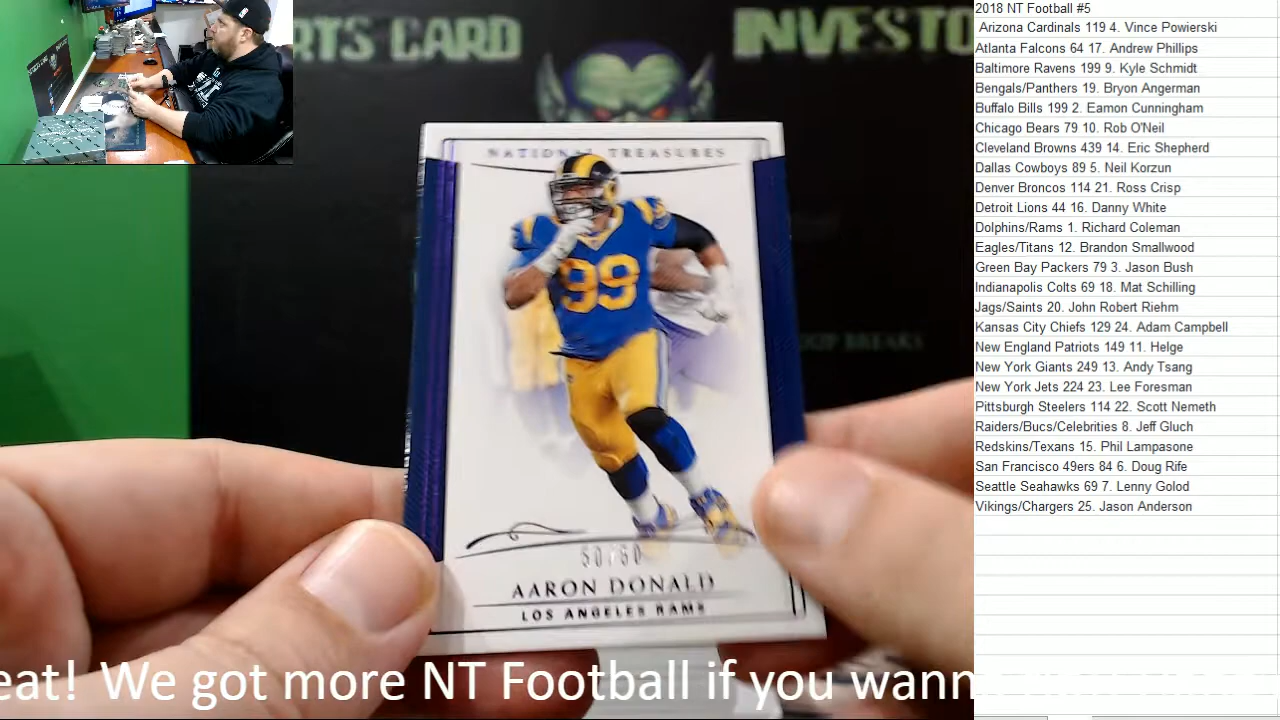 RTS CARD INVESTO
OUP BREAKS
NATIONAL TREASURES
99
50/50
AARON DONALD
LOS ANGELES RAMS
eat! We got more NT Football if you wann
2018 NT Football #5
Arizona Cardinals 119 4. Vince Powierski
Atlanta Falcons 64 17. Andrew Phillips
Baltimore Ravens 199 9. Kyle Schmidt
Bengals/Panthers 19. Bryon Angerman
Buffalo Bills 199 2. Eamon Cunningham
Chicago Bears 79 10. Rob O'Neil
Cleveland Browns 439 14. Eric Shepherd
Dallas Cowboys 89 5. Neil Korzun
Denver Broncos 114 21. Ross Crisp
Detroit Lions 44 16. Danny White
Dolphins/Rams 1. Richard Coleman
Eagles/Titans 12. Brandon Smallwood
Green Bay Packers 79 3. Jason Bush
Indianapolis Colts 69 18. Mat Schilling
Jags/Saints 20. John Robert Riehm
Kansas City Chiefs 129 24. Adam Campbell
New England Patriots 149 11. Helge
New York Giants 249 13. Andy Tsang
New York Jets 224 23. Lee Foresman
Pittsburgh Steelers 114 22. Scott Nemeth
Raiders/Bucs/Celebrities 8. Jeff Gluch
Redskins/Texans 15. Phil Lampasone
San Francisco 49ers 84 6. Doug Rife
Seattle Seahawks 69 7. Lenny Golod
Vikings/Chargers 25. Jason Anderson